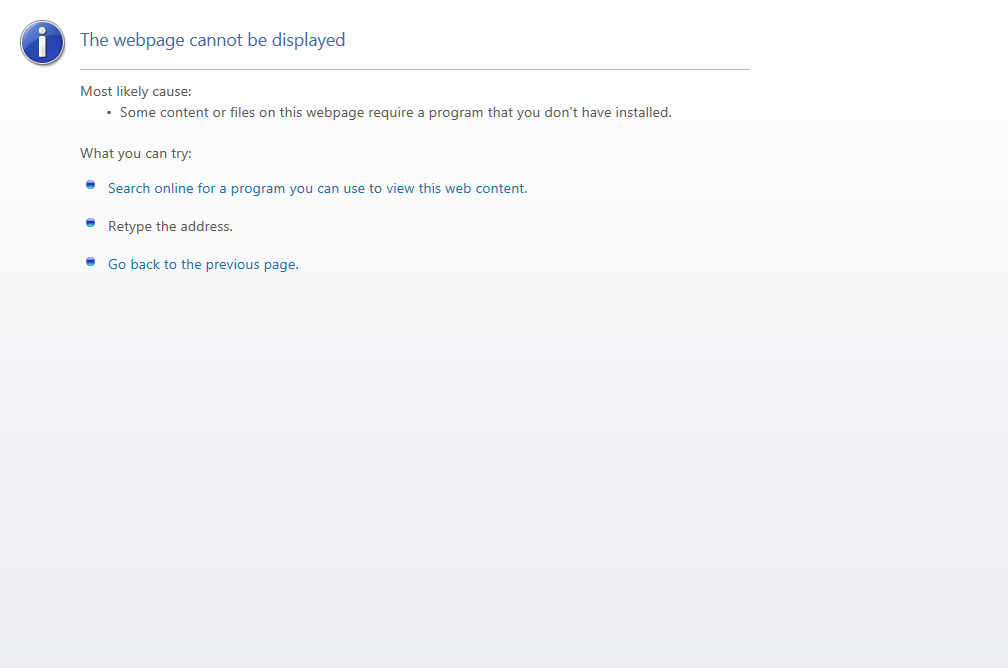 The webpage cannot be displayed
Most likely cause:
• Some content or files on this webpage require a program that you don't have installed.
What you can try:
Search online for a program you can use to view this web content.
Retype the address.
Go back to the previous page.